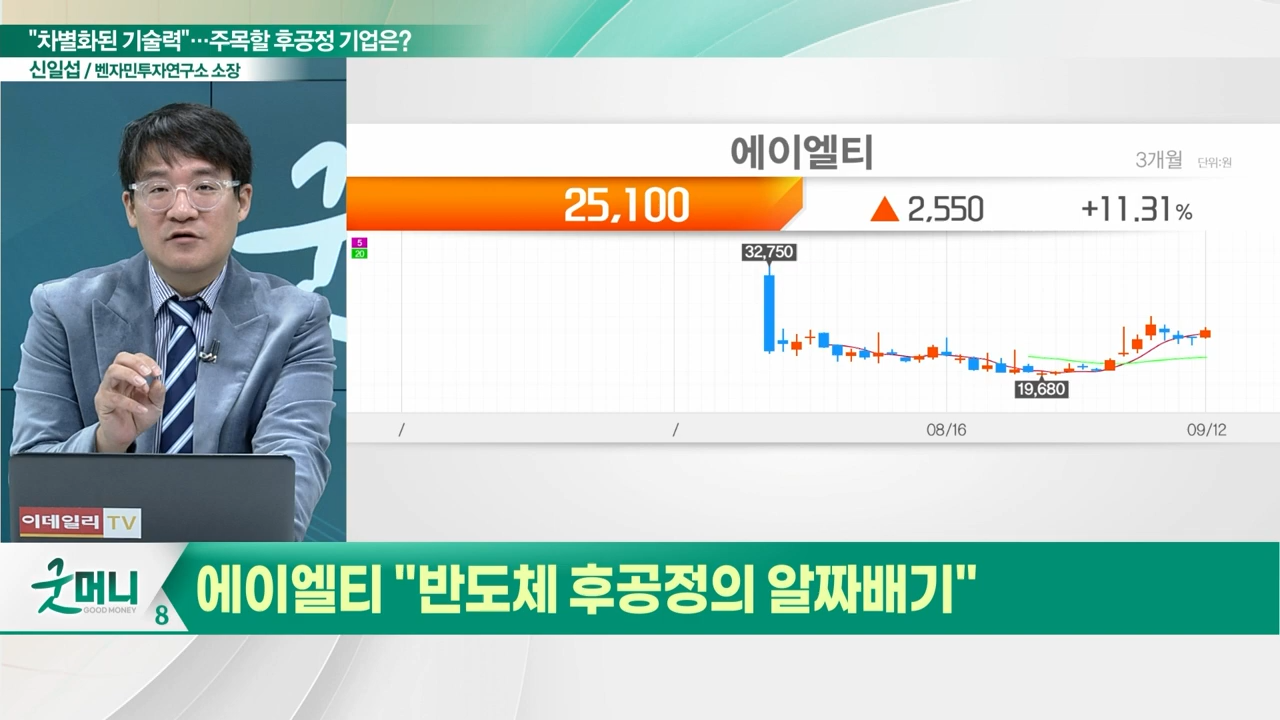 "차별화된 기술력"…주목할 후공정 기업은?
신일섭 / 벤자민투자연구소 소장
에이엘티
3개월 단위:원
25,100 ▲ 2,550 +11.31%
5
20
32,750
19,680
/ / 08/16 09/12
이데일리 TV
굿머니
GOOD MONEY
8
에이엘티 "반도체 후공정의 알짜배기"